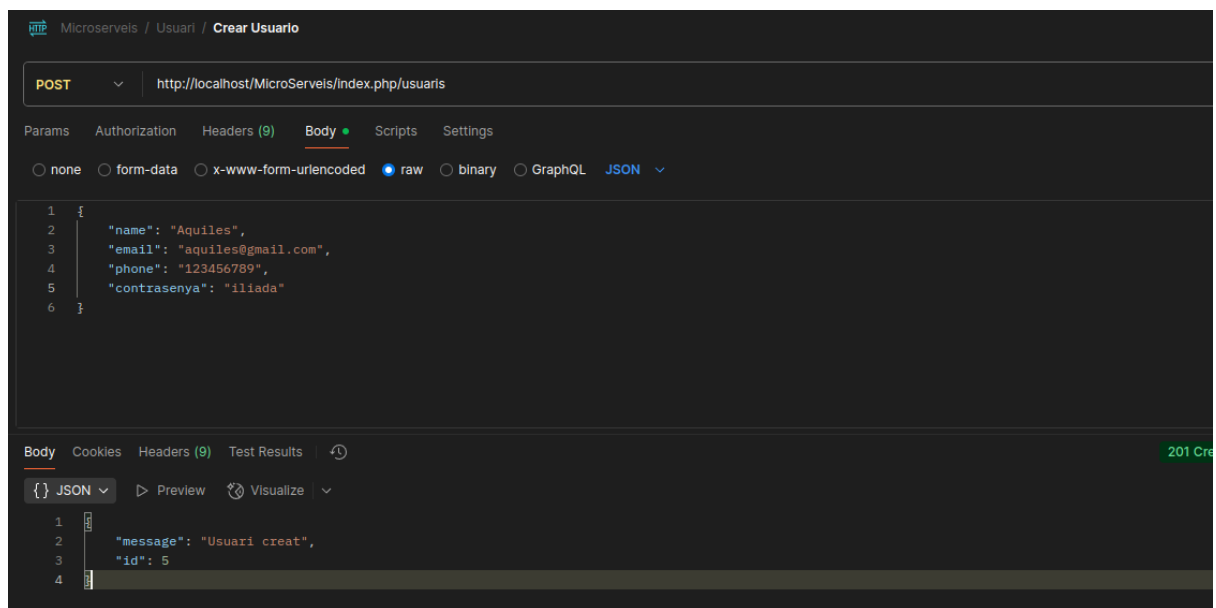 HTTP Microserveis / Usuari / Crear Usuario
POST http://localhost/MicroServeis/index.php/usuaris
Params Authorization Headers (9) Body Scripts Settings
none form-data x-www-form-urlencoded raw binary GraphQL JSON
1 {
2 "name": "Aquiles",
3 "email": "aquiles@gmail.com",
4 "phone": "123456789",
5 "contrasenya": "iliada"
6 }
Body Cookies Headers (9) Test Results 201 Cre
{} JSON Preview Visualize
1 {
2 "message": "Usuari creat",
3 "id": 5
4 }